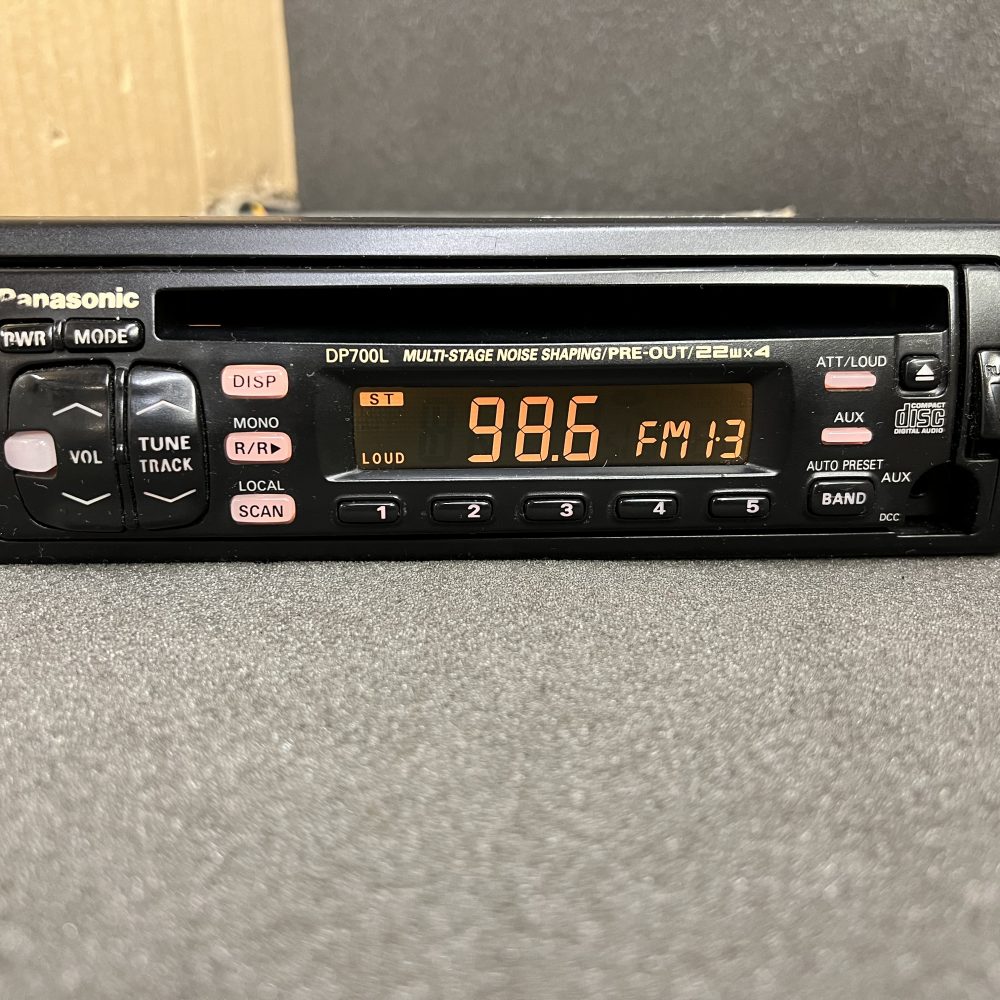 Panasonic
PWR MODE
DP700L MULTI-STAGE NOISE SHAPING/PRE-OUT/22W×4
VOL
TUNE
TRACK
DISP
MONO
R/R▶
LOCAL
SCAN
ST
98.6 FM1·3
LOUD
1 2 3 4 5
ATT/LOUD
AUX
AUTO PRESET
BAND
COMPACT
disc
DIGITAL AUDIO
AUX
DCC